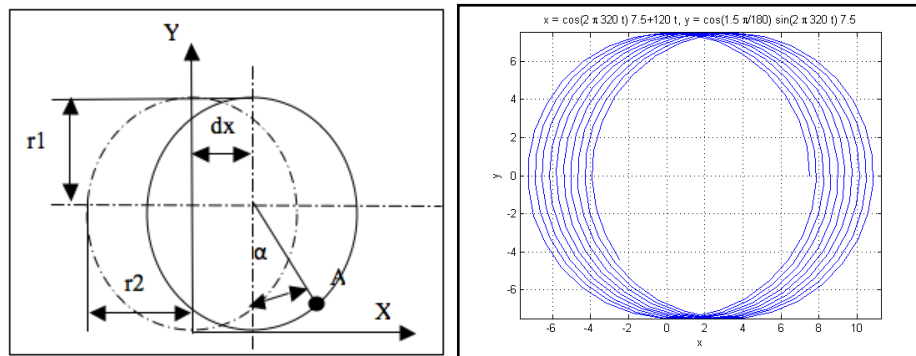 Y
dx
r1
α
A
r2
X
x = cos(2 π 320 t) 7.5+120 t, y = cos(1.5 π/180) sin(2 π 320 t) 7.5
6
4
2
0
-2
-4
-6
y
-6 -4 -2 0 2 4 6 8 10
x